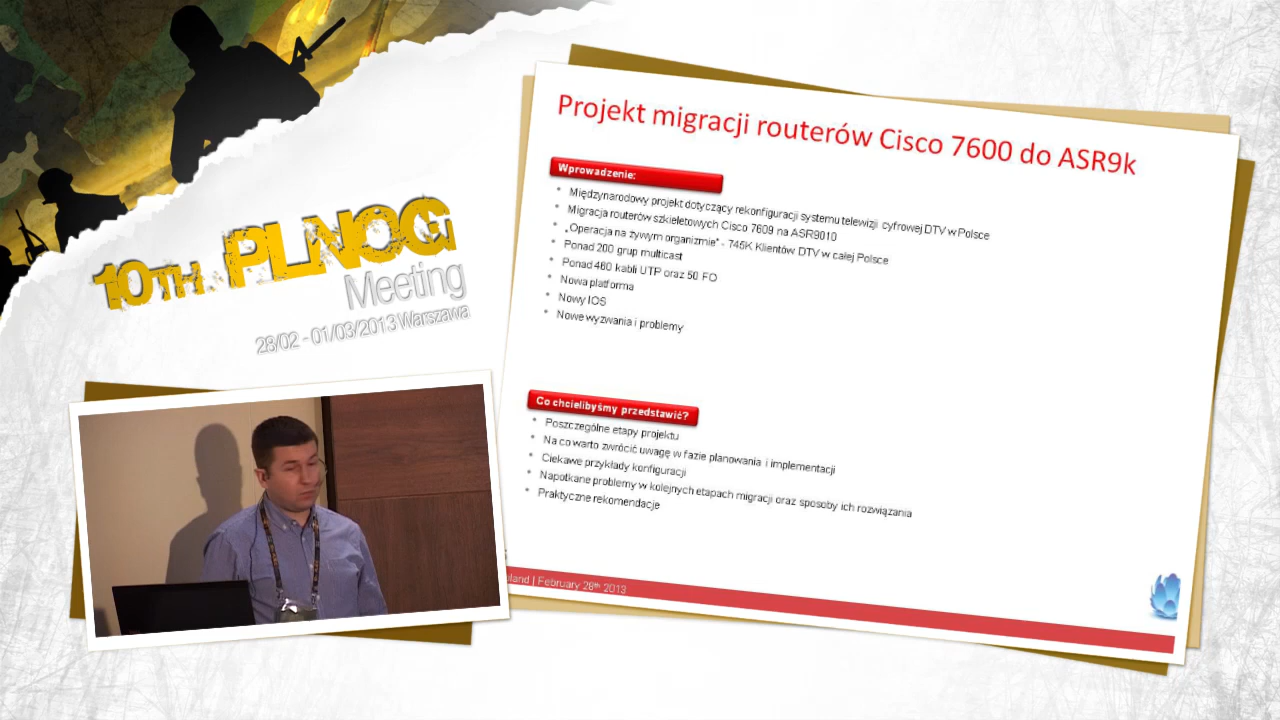 10TH PLNOG
Meeting
28/02 - 01/03/2013 Warszawa
Projekt migracji routerów Cisco 7600 do ASR9k
Wprowadzenie:
Międzynarodowy projekt dotyczący rekonfiguracji systemu telewizji cyfrowej DTV w Polsce
Migracja routerów szkieletowych Cisco 7609 na ASR9010
„Operacja na żywym organizmie" - 746K Klientów DTV w całej Polsce
Ponad 200 grup multicast
Ponad 460 kabli UTP oraz 50 FO
Nowa platforma
Nowy IOS
Nowe wyzwania i problemy
Co chcielibyśmy przedstawić?
Poszczególne etapy projektu
Na co warto zwrócić uwagę w fazie planowania i implementacji
Ciekawe przykłady konfiguracji
Napotkane problemy w kolejnych etapach migracji oraz sposoby ich rozwiązania
Praktyczne rekomendacje
| February 28th 2013